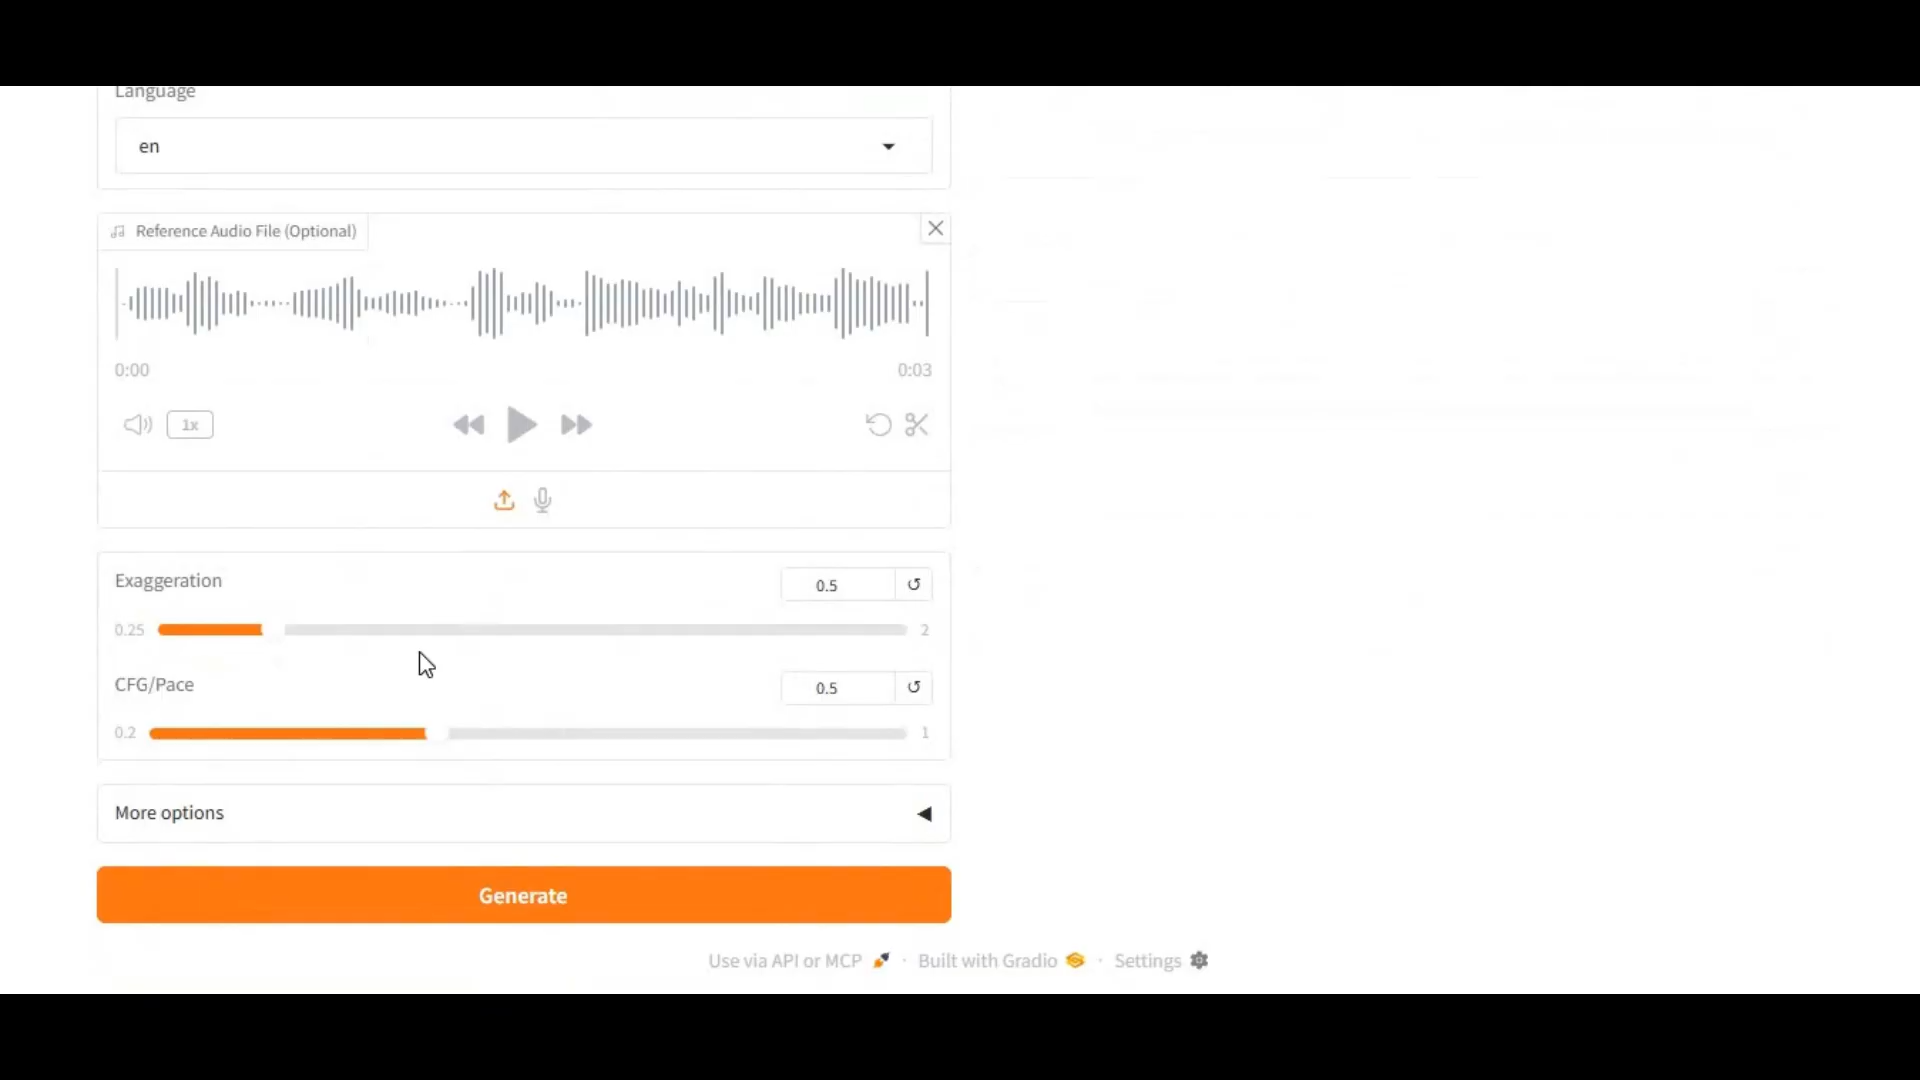 Language
en
Reference Audio File (Optional)
0:00 0:03
1x
Exaggeration 0.5
0.25 2
CFG/Pace 0.5
0.2 1
More options
Generate
Use via API or MCP · Built with Gradio · Settings